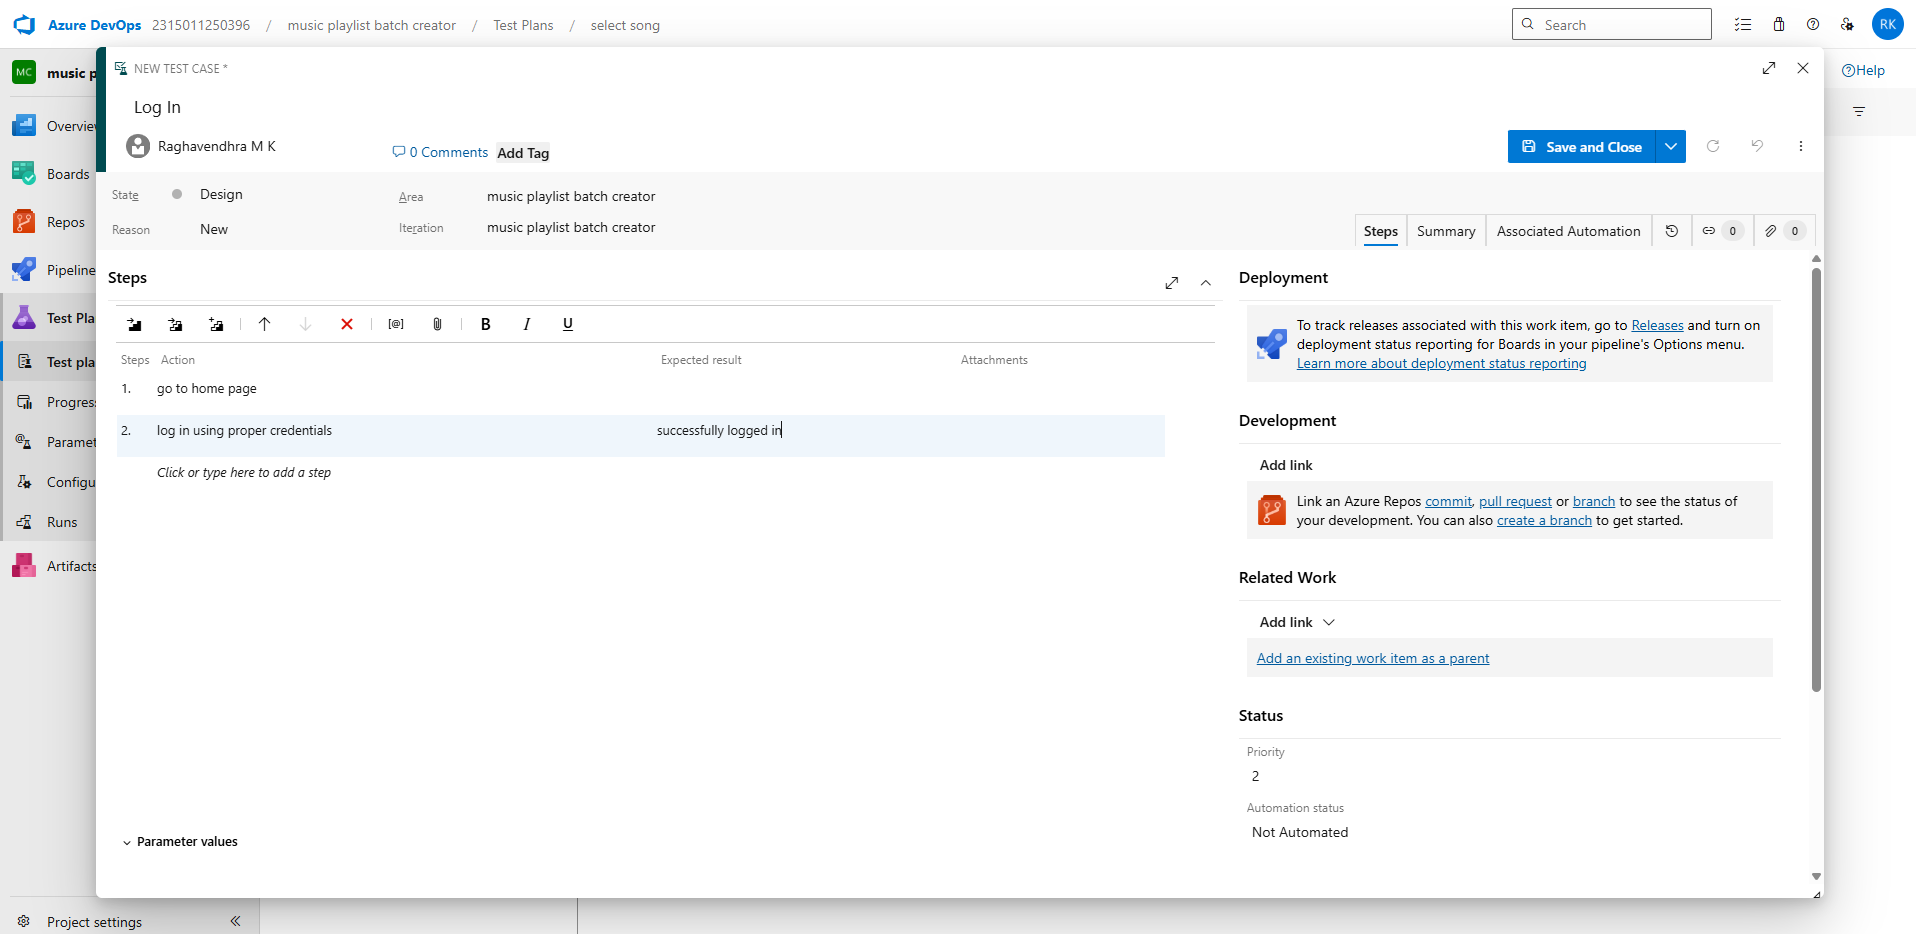 Azure DevOps 2315011250396 / music playlist batch creator / Test Plans / select song
Search
RK
MC music p
Help
NEW TEST CASE *
Log In
Raghavendhra M K
0 Comments Add Tag
Save and Close
State Design
Area music playlist batch creator
Reason New
Iteration music playlist batch creator
Steps Summary Associated Automation 0 0
Overvie
Boards
Repos
Pipeline
Test Pla
Test pla
Progres
Paramet
Configu
Runs
Artifacts
Project settings
Steps
[@] B I U
Steps Action Expected result Attachments
1. go to home page
2. log in using proper credentials successfully logged in
Click or type here to add a step
Parameter values
Deployment
To track releases associated with this work item, go to Releases and turn on
deployment status reporting for Boards in your pipeline's Options menu.
Learn more about deployment status reporting
Development
Add link
Link an Azure Repos commit, pull request or branch to see the status of
your development. You can also create a branch to get started.
Related Work
Add link
Add an existing work item as a parent
Status
Priority
2
Automation status
Not Automated